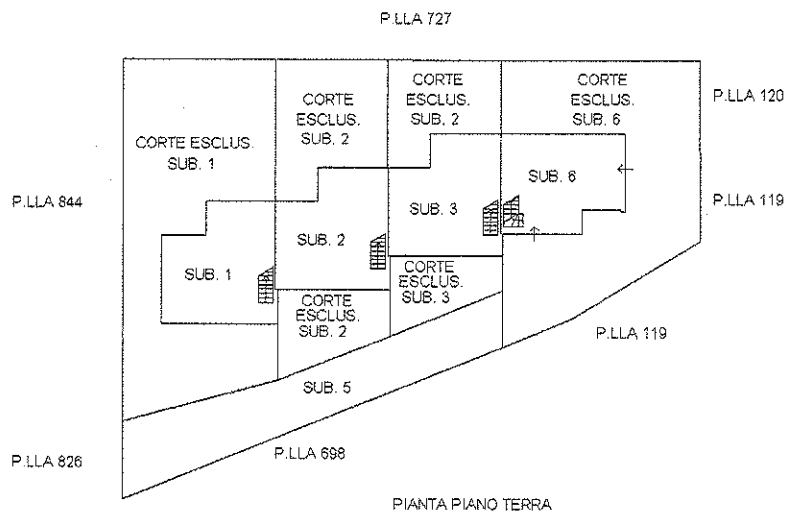 P.LLA 727
CORTE ESCLUS.
SUB. 1
CORTE
ESCLUS.
SUB. 2
CORTE
ESCLUS.
SUB. 2
CORTE
ESCLUS.
SUB. 6
P.LLA 120
P.LLA 844
P.LLA 119
SUB. 6
SUB. 3
SUB. 2
SUB. 1
CORTE
ESCLUS.
SUB. 3
CORTE
ESCLUS.
SUB. 2
P.LLA 119
SUB. 5
P.LLA 698
P.LLA 826
PIANTA PIANO TERRA